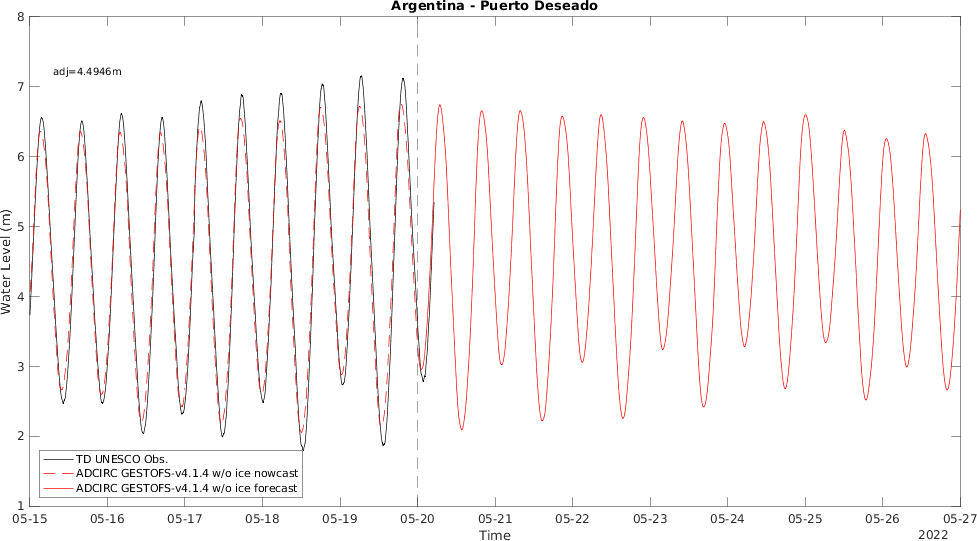 Argentina - Puerto Deseado
8
adj=4.4946m
7
6
5
4
3
2
1
Water Level (m)
TD UNESCO Obs.
ADCIRC GESTOFS-v4.1.4 w/o ice nowcast
ADCIRC GESTOFS-v4.1.4 w/o ice forecast
05-15 05-16 05-17 05-18 05-19 05-20 05-21 05-22 05-23 05-24 05-25 05-26 05-27
Time
2022